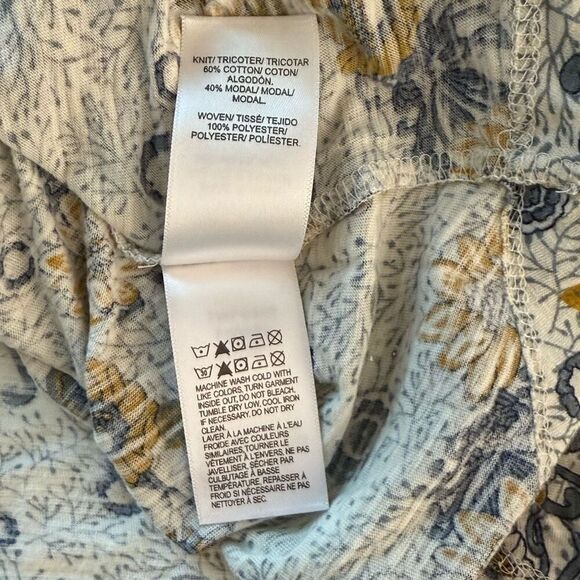 KNIT/ TRICOTER/ TRICOTAR
60% COTTON/ COTON/
ALGODÓN.
40% MODAL/ MODAL/
MODAL.
WOVEN/ TISSÉ/ TEJIDO
100% POLYESTER/
POLYESTER/ POLÍESTER.
MACHINE WASH COLD WITH
LIKE COLORS, TURN GARMENT
INSIDE OUT, DO NOT BLEACH,
TUMBLE DRY LOW, COOL IRON
IF NECESSARY. DO NOT DRY
CLEAN.
LAVER À LA MACHINE À L'EAU
FROIDE AVEC COULEURS
SIMILAIRES, TOURNER LE
VÊTEMENT À L'ENVERS, NE PAS
JAVELLISER, SÉCHER PAR
CULBUTAGE À BASSE
TEMPÉRATURE, REPASSER À
FROID SI NÉCESSAIRE NE PAS
NETTOYER À SEC.